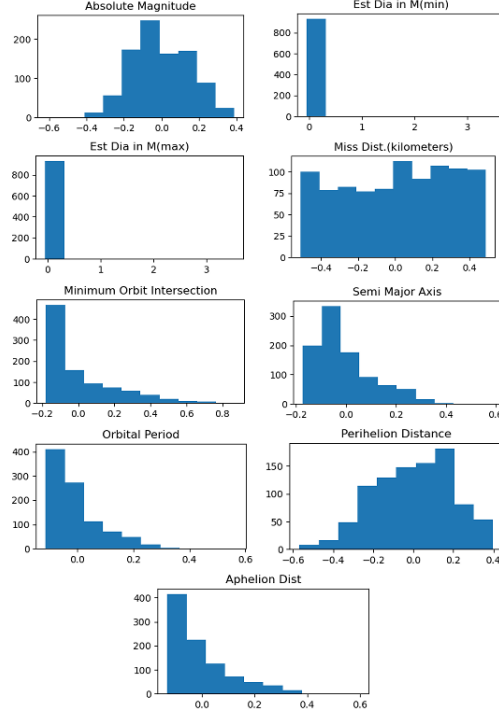 Absolute Magnitude
200
100
0
−0.6 −0.4 −0.2 0.0 0.2 0.4
Est Dia in M(min)
800
600
400
200
0
0 1 2 3
Est Dia in M(max)
800
600
400
200
0
0 1 2 3
Miss Dist.(kilometers)
100
75
50
25
0
−0.4 −0.2 0.0 0.2 0.4
Minimum Orbit Intersection
400
300
200
100
0
−0.2 0.0 0.2 0.4 0.6 0.8
Semi Major Axis
300
200
100
0
−0.2 0.0 0.2 0.4 0.6
Orbital Period
400
300
200
100
0
0.0 0.2 0.4 0.6
Perihelion Distance
150
100
50
0
−0.6 −0.4 −0.2 0.0 0.2 0.4
Aphelion Dist
400
300
200
100
0
0.0 0.2 0.4 0.6